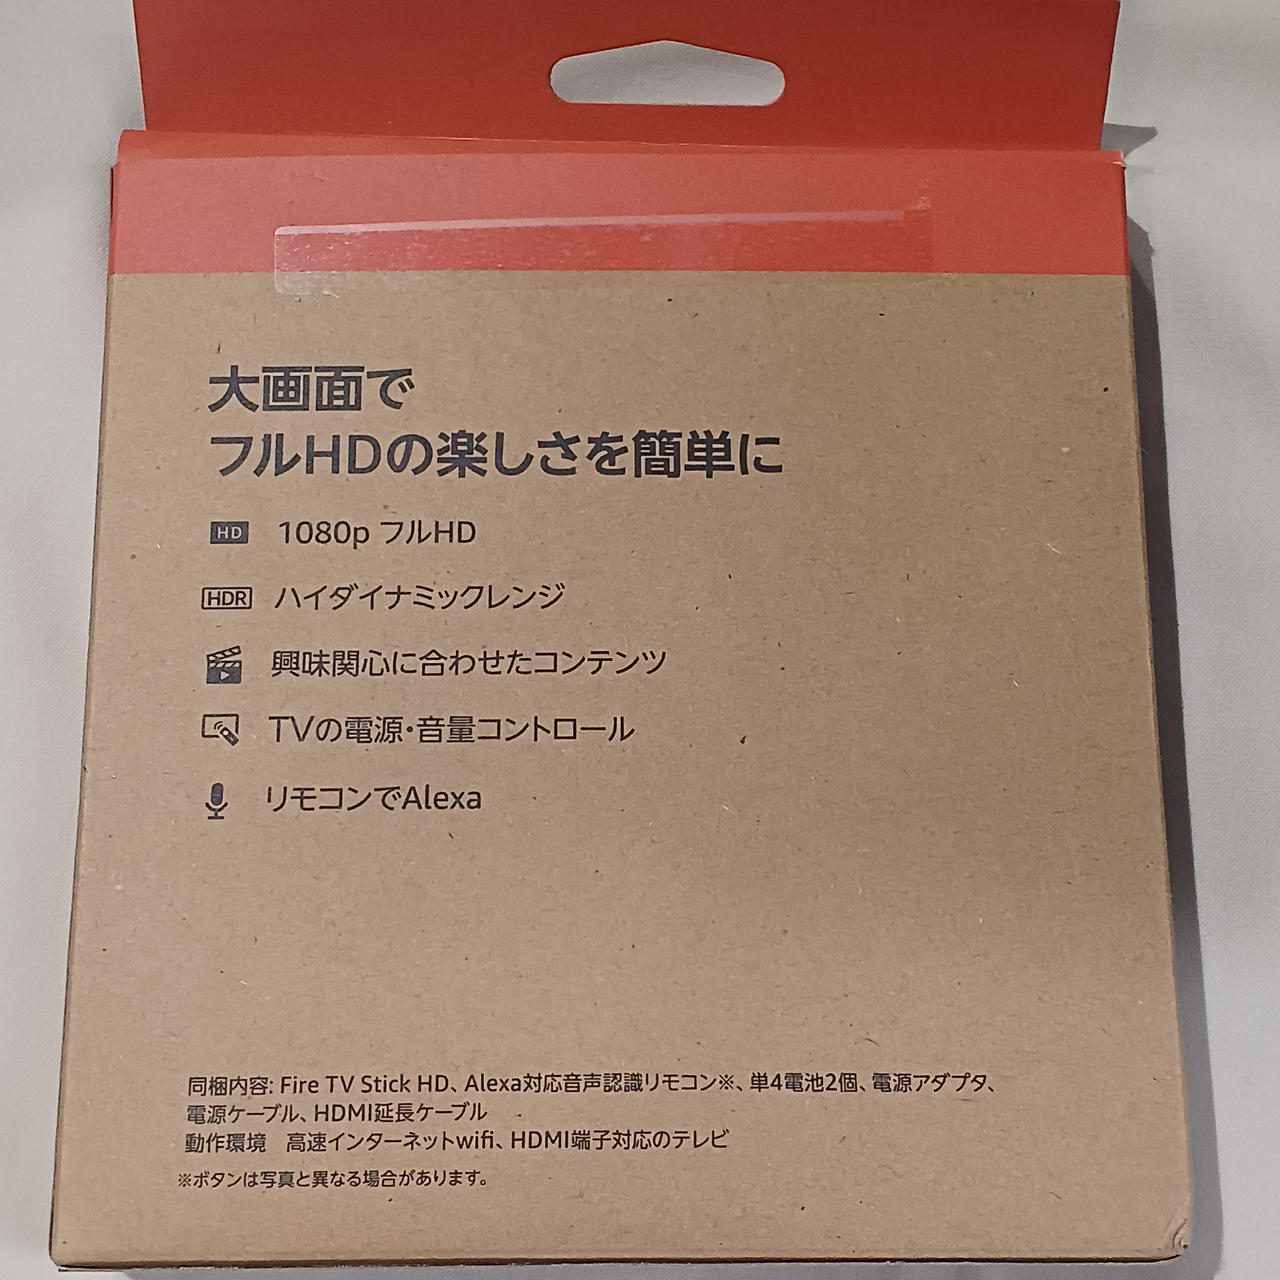 大画面で
フルHDの楽しさを簡単に
HD 1080p フルHD
HDR ハイダイナミックレンジ
興味関心に合わせたコンテンツ
TVの電源・音量コントロール
リモコンでAlexa
同梱内容: Fire TV Stick HD、Alexa対応音声認識リモコン※、単4電池2個、電源アダプタ、
電源ケーブル、HDMI延長ケーブル
動作環境　高速インターネットwifi、HDMI端子対応のテレビ
※ボタンは写真と異なる場合があります。